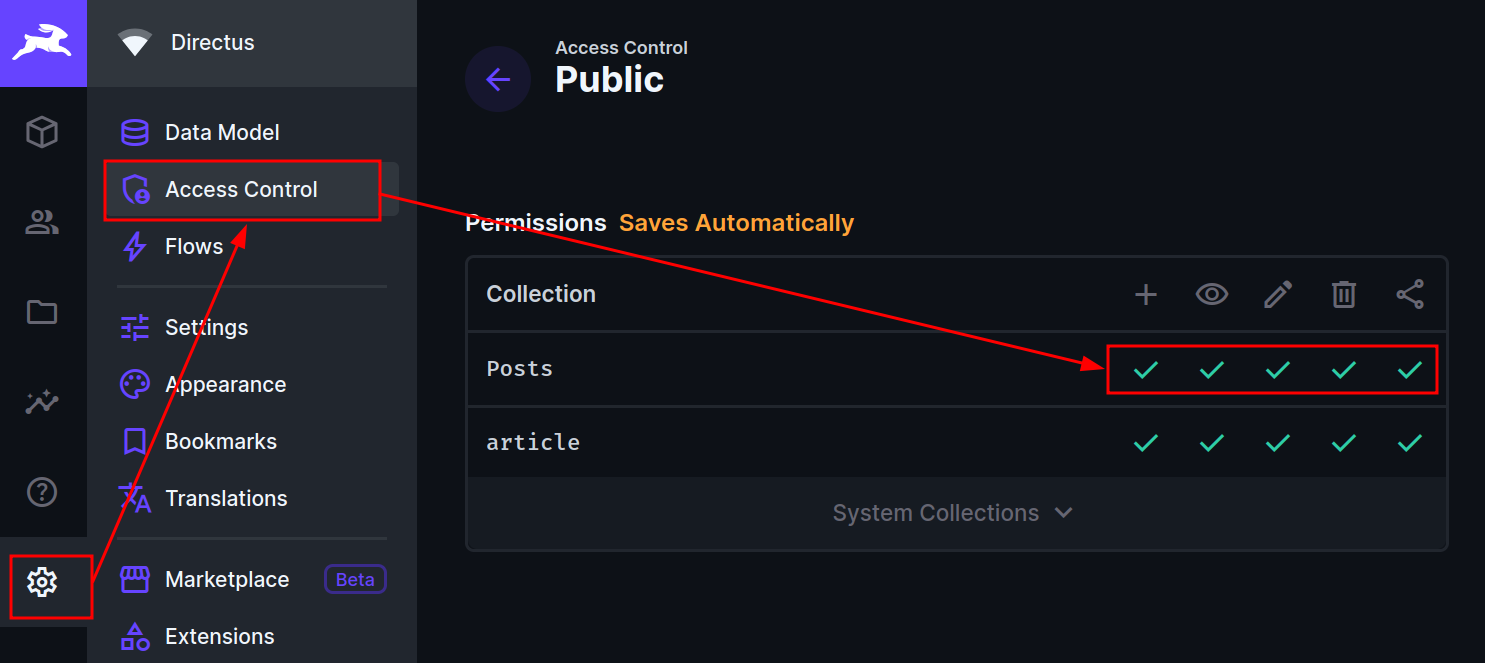 Directus
Data Model
Access Control
Flows
Settings
Appearance
Bookmarks
Translations
Marketplace Beta
Extensions
Access Control
Public
Permissions Saves Automatically
Collection
Posts
article
System Collections